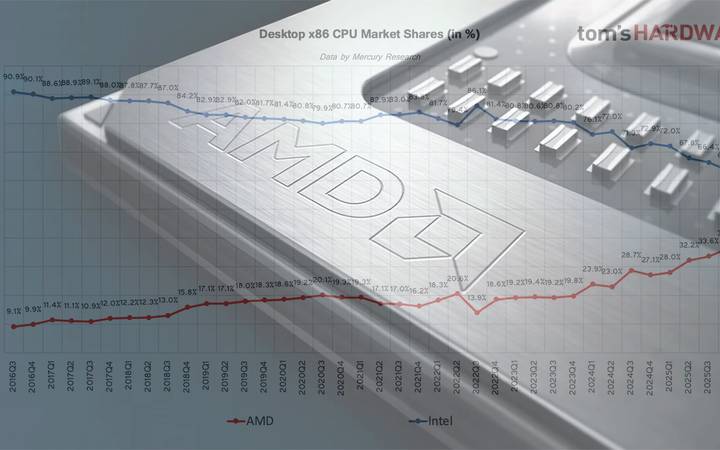 Desktop x86 CPU Market Shares (in %)
tom'sHARDWA
Data by Mercury Research
90.9% 90.1% 88.6% 88.9% 89.1% 88.0% 87.8% 87.7% 87.0% 84.2% 82.9% 82.9% 82.0% 81.7% 81.4% 80.8% 79.9% 80.7% 80.7% 82.9% 83.0% 83.8% 81.7% 86.1% 81.4% 80.8% 80.6% 80.8% 80.2% 76.1% 77.0% 72.9% 72.0% 67.8% 66.4%
AMD
9.1% 9.9% 11.4% 11.1% 10.9% 12.0% 12.2% 12.3% 13.0% 15.8% 17.1% 17.1% 18.0% 18.3% 18.6% 19.2% 20.1% 19.3% 19.3% 17.1% 17.0% 16.2% 18.3% 20.6% 13.9% 18.6% 19.2% 19.4% 19.2% 19.8% 23.9% 23.0% 28.7% 27.1% 28.0% 32.2% 33.6%
2016Q3 2016Q4 2017Q1 2017Q2 2017Q3 2018Q1 2018Q2 2018Q3 2018Q4 2019Q1 2019Q2 2019Q3 2019Q4 2020Q1 2020Q2 2020Q3 2020Q4 2021Q1 2021Q2 2021Q3 2021Q4 2022Q1 2022Q2 2022Q4 2023Q1 2023Q2 2023Q3 2023Q4 2024Q1 2024Q2 2024Q3 2024Q4 2025Q1 2025Q2 2025Q3
AMD
Intel